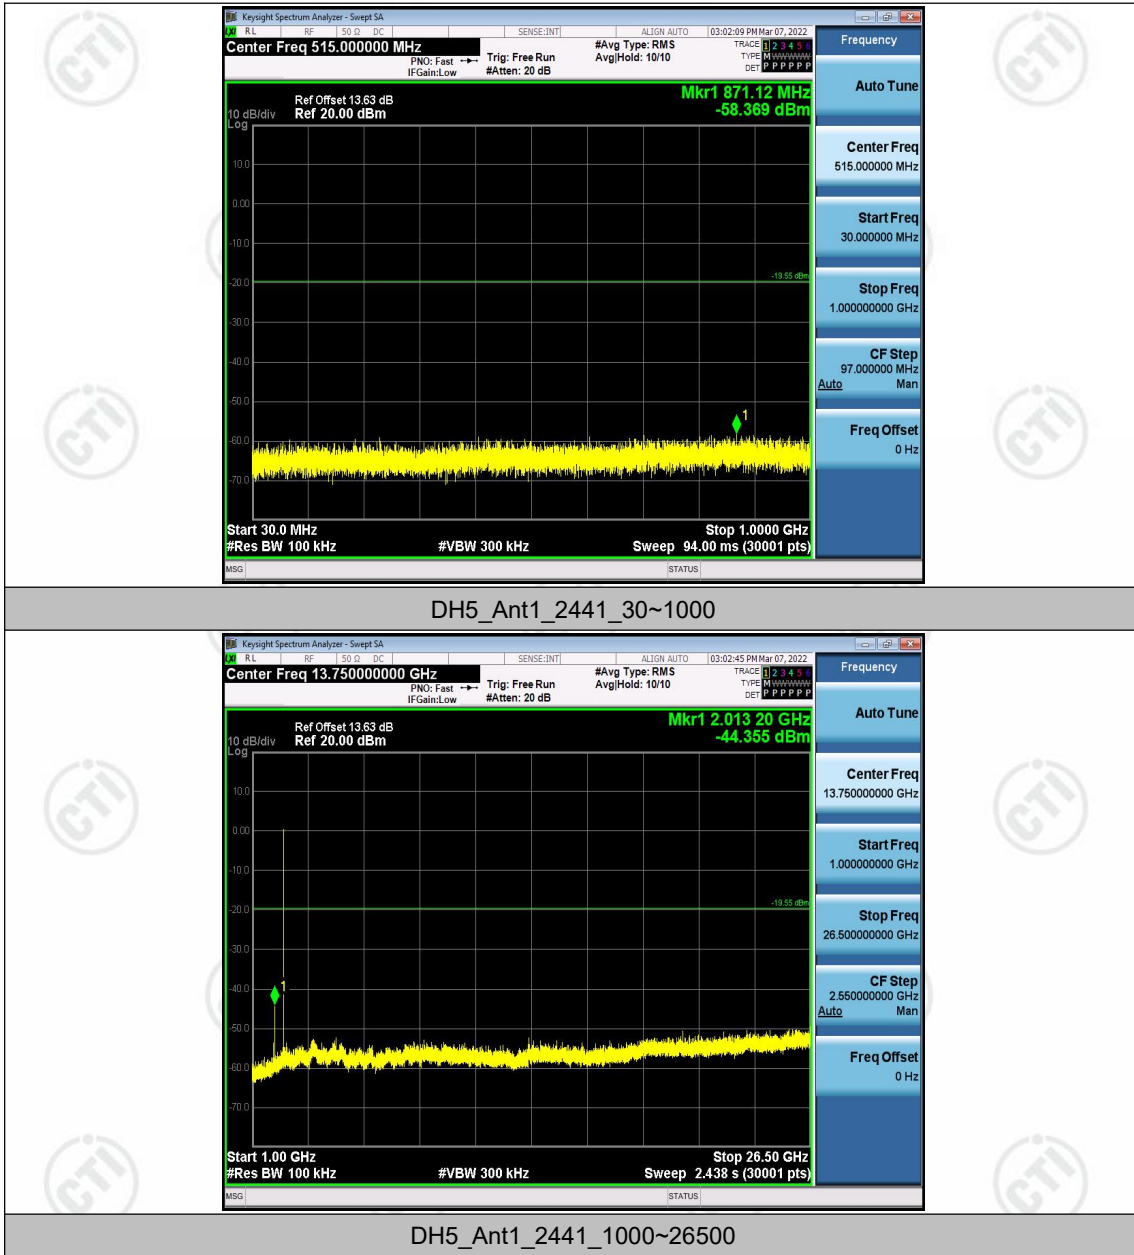 Keysight Spectrum Analyzer - Swept SA
LXI RL RF 50 Ω DC SENSE:INT ALIGN AUTO 03:02:09 PM Mar 07, 2022
Center Freq 515.000000 MHz
PNO: Fast
IFGain:Low
Trig: Free Run
#Atten: 20 dB
#Avg Type: RMS
Avg|Hold: 10/10
TRACE 1 2 3 4 5 6
TYPE M WWWWW
DET P P P P P P
Mkr1 871.12 MHz
-58.369 dBm
Ref Offset 13.63 dB
10 dB/div Ref 20.00 dBm
Log
10.0
0.00
-10.0
-19.55 dBm
-20.0
-30.0
-40.0
-50.0
1
-60.0
-70.0
Start 30.0 MHz Stop 1.0000 GHz
#Res BW 100 kHz #VBW 300 kHz Sweep 94.00 ms (30001 pts)
MSG STATUS
Frequency
Auto Tune
Center Freq
515.000000 MHz
Start Freq
30.000000 MHz
Stop Freq
1.000000000 GHz
CF Step
97.000000 MHz
Auto Man
Freq Offset
0 Hz
DH5_Ant1_2441_30~1000
Keysight Spectrum Analyzer - Swept SA
LXI RL RF 50 Ω DC SENSE:INT ALIGN AUTO 03:02:45 PM Mar 07, 2022
Center Freq 13.750000000 GHz
PNO: Fast
IFGain:Low
Trig: Free Run
#Atten: 20 dB
#Avg Type: RMS
Avg|Hold: 10/10
TRACE 1 2 3 4 5 6
TYPE M WWWWW
DET P P P P P P
Mkr1 2.013 20 GHz
-44.355 dBm
Ref Offset 13.63 dB
10 dB/div Ref 20.00 dBm
Log
10.0
0.00
-10.0
-19.55 dBm
-20.0
-30.0
-40.0
1
-50.0
-60.0
-70.0
Start 1.00 GHz Stop 26.50 GHz
#Res BW 100 kHz #VBW 300 kHz Sweep 2.438 s (30001 pts)
MSG STATUS
Frequency
Auto Tune
Center Freq
13.750000000 GHz
Start Freq
1.000000000 GHz
Stop Freq
26.500000000 GHz
CF Step
2.550000000 GHz
Auto Man
Freq Offset
0 Hz
DH5_Ant1_2441_1000~26500
CTI
CTI
CTI
CTI
CTI
CTI
CTI
CTI